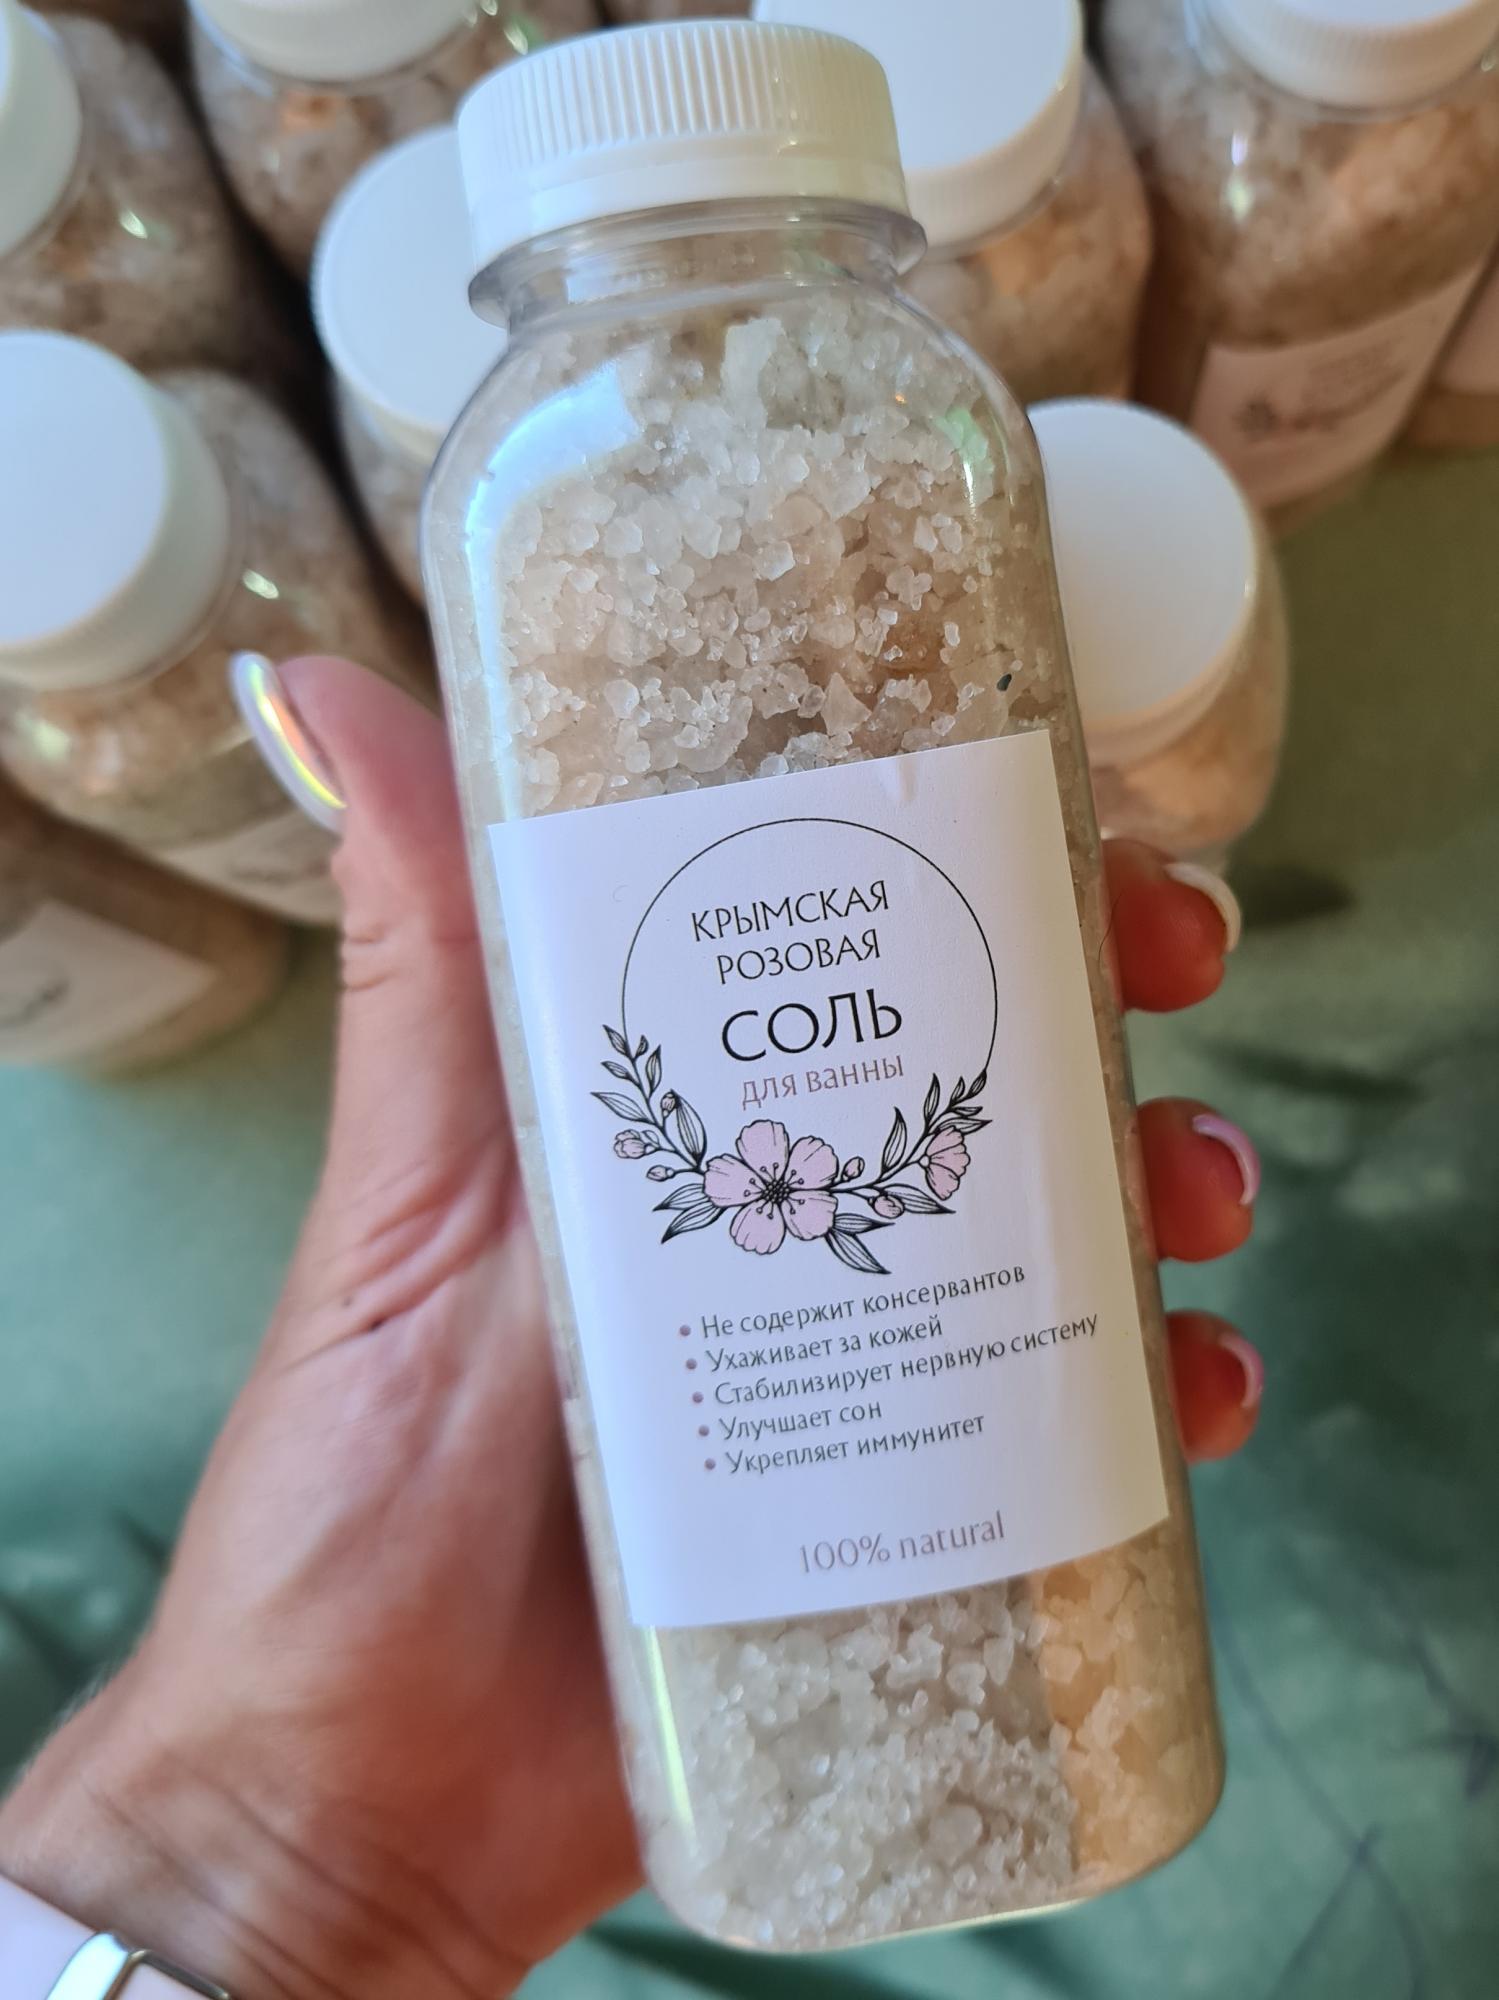 КРЫМСКАЯ
РОЗОВАЯ
СОЛЬ
для ванны
• Не содержит консервантов
• Ухаживает за кожей
• Стабилизирует нервную систему
• Улучшает сон
• Укрепляет иммунитет
100% natural